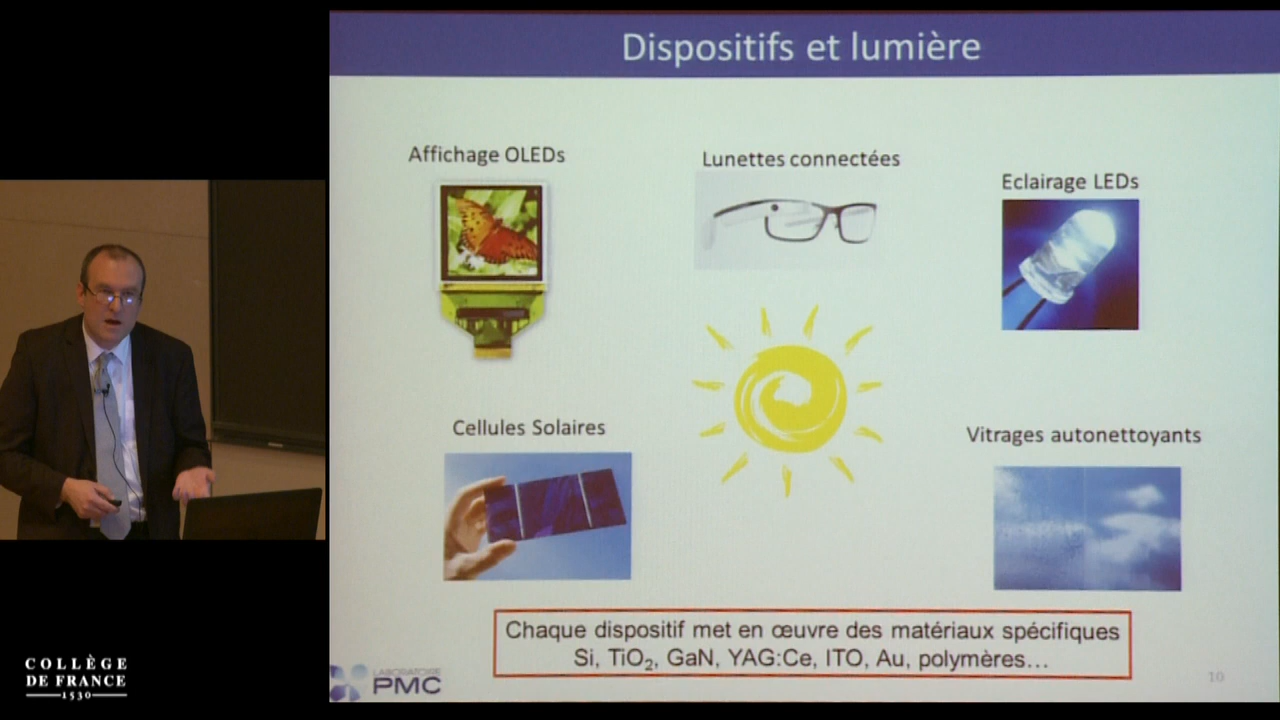 Dispositifs et lumière
Affichage OLEDs
Lunettes connectées
Eclairage LEDs
Cellules Solaires
Vitrages autonettoyants
Chaque dispositif met en œuvre des matériaux spécifiques
Si, TiO₂, GaN, YAG:Ce, ITO, Au, polymères…
LABORATOIRE
PMC
10
COLLÈGE
DE FRANCE
1530